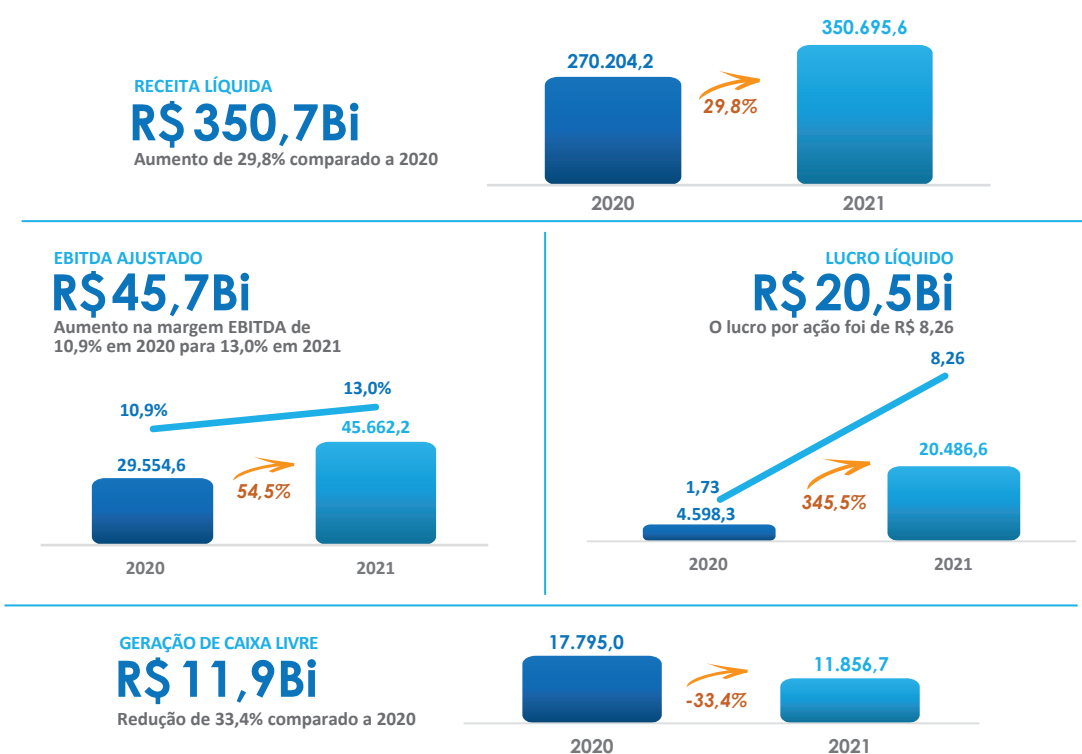 RECEITA LÍQUIDA
R$ 350,7Bi
Aumento de 29,8% comparado a 2020
270.204,2
29,8%
350.695,6
2020
2021
EBITDA AJUSTADO
R$ 45,7Bi
Aumento na margem EBITDA de
10,9% em 2020 para 13,0% em 2021
10,9%
13,0%
29.554,6
54,5%
45.662,2
2020
2021
LUCRO LÍQUIDO
R$ 20,5Bi
O lucro por ação foi de R$ 8,26
1,73
8,26
4.598,3
345,5%
20.486,6
2020
2021
GERAÇÃO DE CAIXA LIVRE
R$ 11,9Bi
Redução de 33,4% comparado a 2020
17.795,0
-33,4%
11.856,7
2020
2021